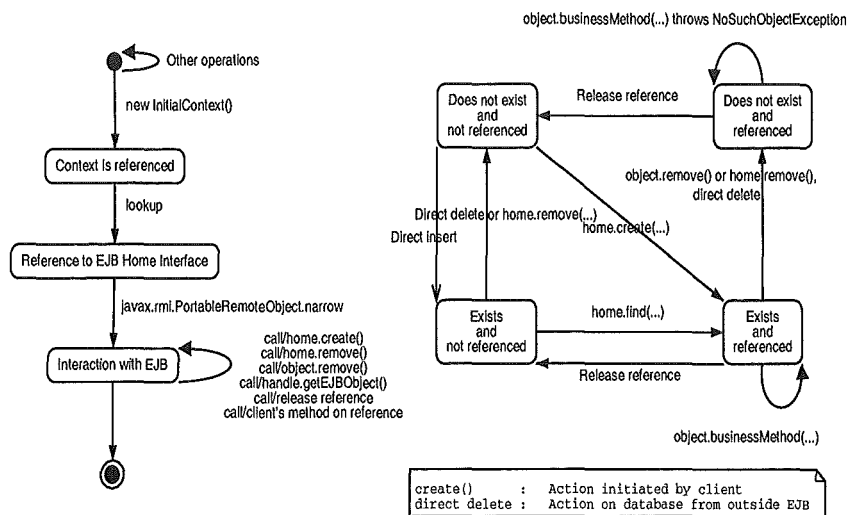 Other operations
new InitialContext()
Context Is referenced
lookup
Reference to EJB Home Interface
javax.rmi.PortableRemoteObject.narrow
Interaction with EJB
call/home.create()
call/home.remove()
call/object.remove()
call/handle.getEJBObject()
call/release reference
call/client's method on reference
object.businessMethod(...) throws NoSuchObjectException
Does not exist
and
not referenced
Release reference
Does not exist
and
referenced
object.remove() or home.remove(),
direct delete
Direct delete or home.remove(...)
home.create(...)
Direct insert
Exists
and
not referenced
home.find(...)
Exists
and
referenced
Release reference
object.businessMethod(...)
create() : Action initiated by client
direct delete : Action on database from outside EJB